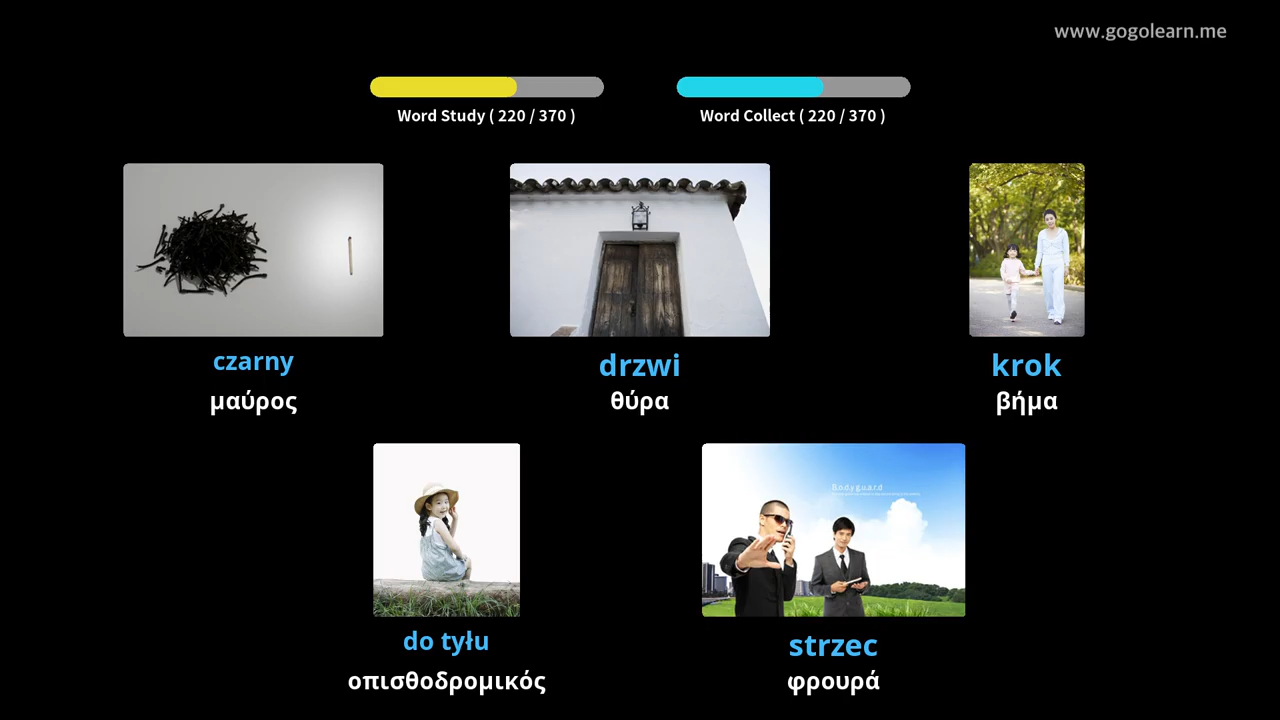 www.gogolearn.me
Word Study ( 220 / 370 )
Word Collect ( 220 / 370 )
czarny
μαύρος
drzwi
θύρα
krok
βήμα
Bodyguard
do tyłu
οπισθοδρομικός
strzec
φρουρά